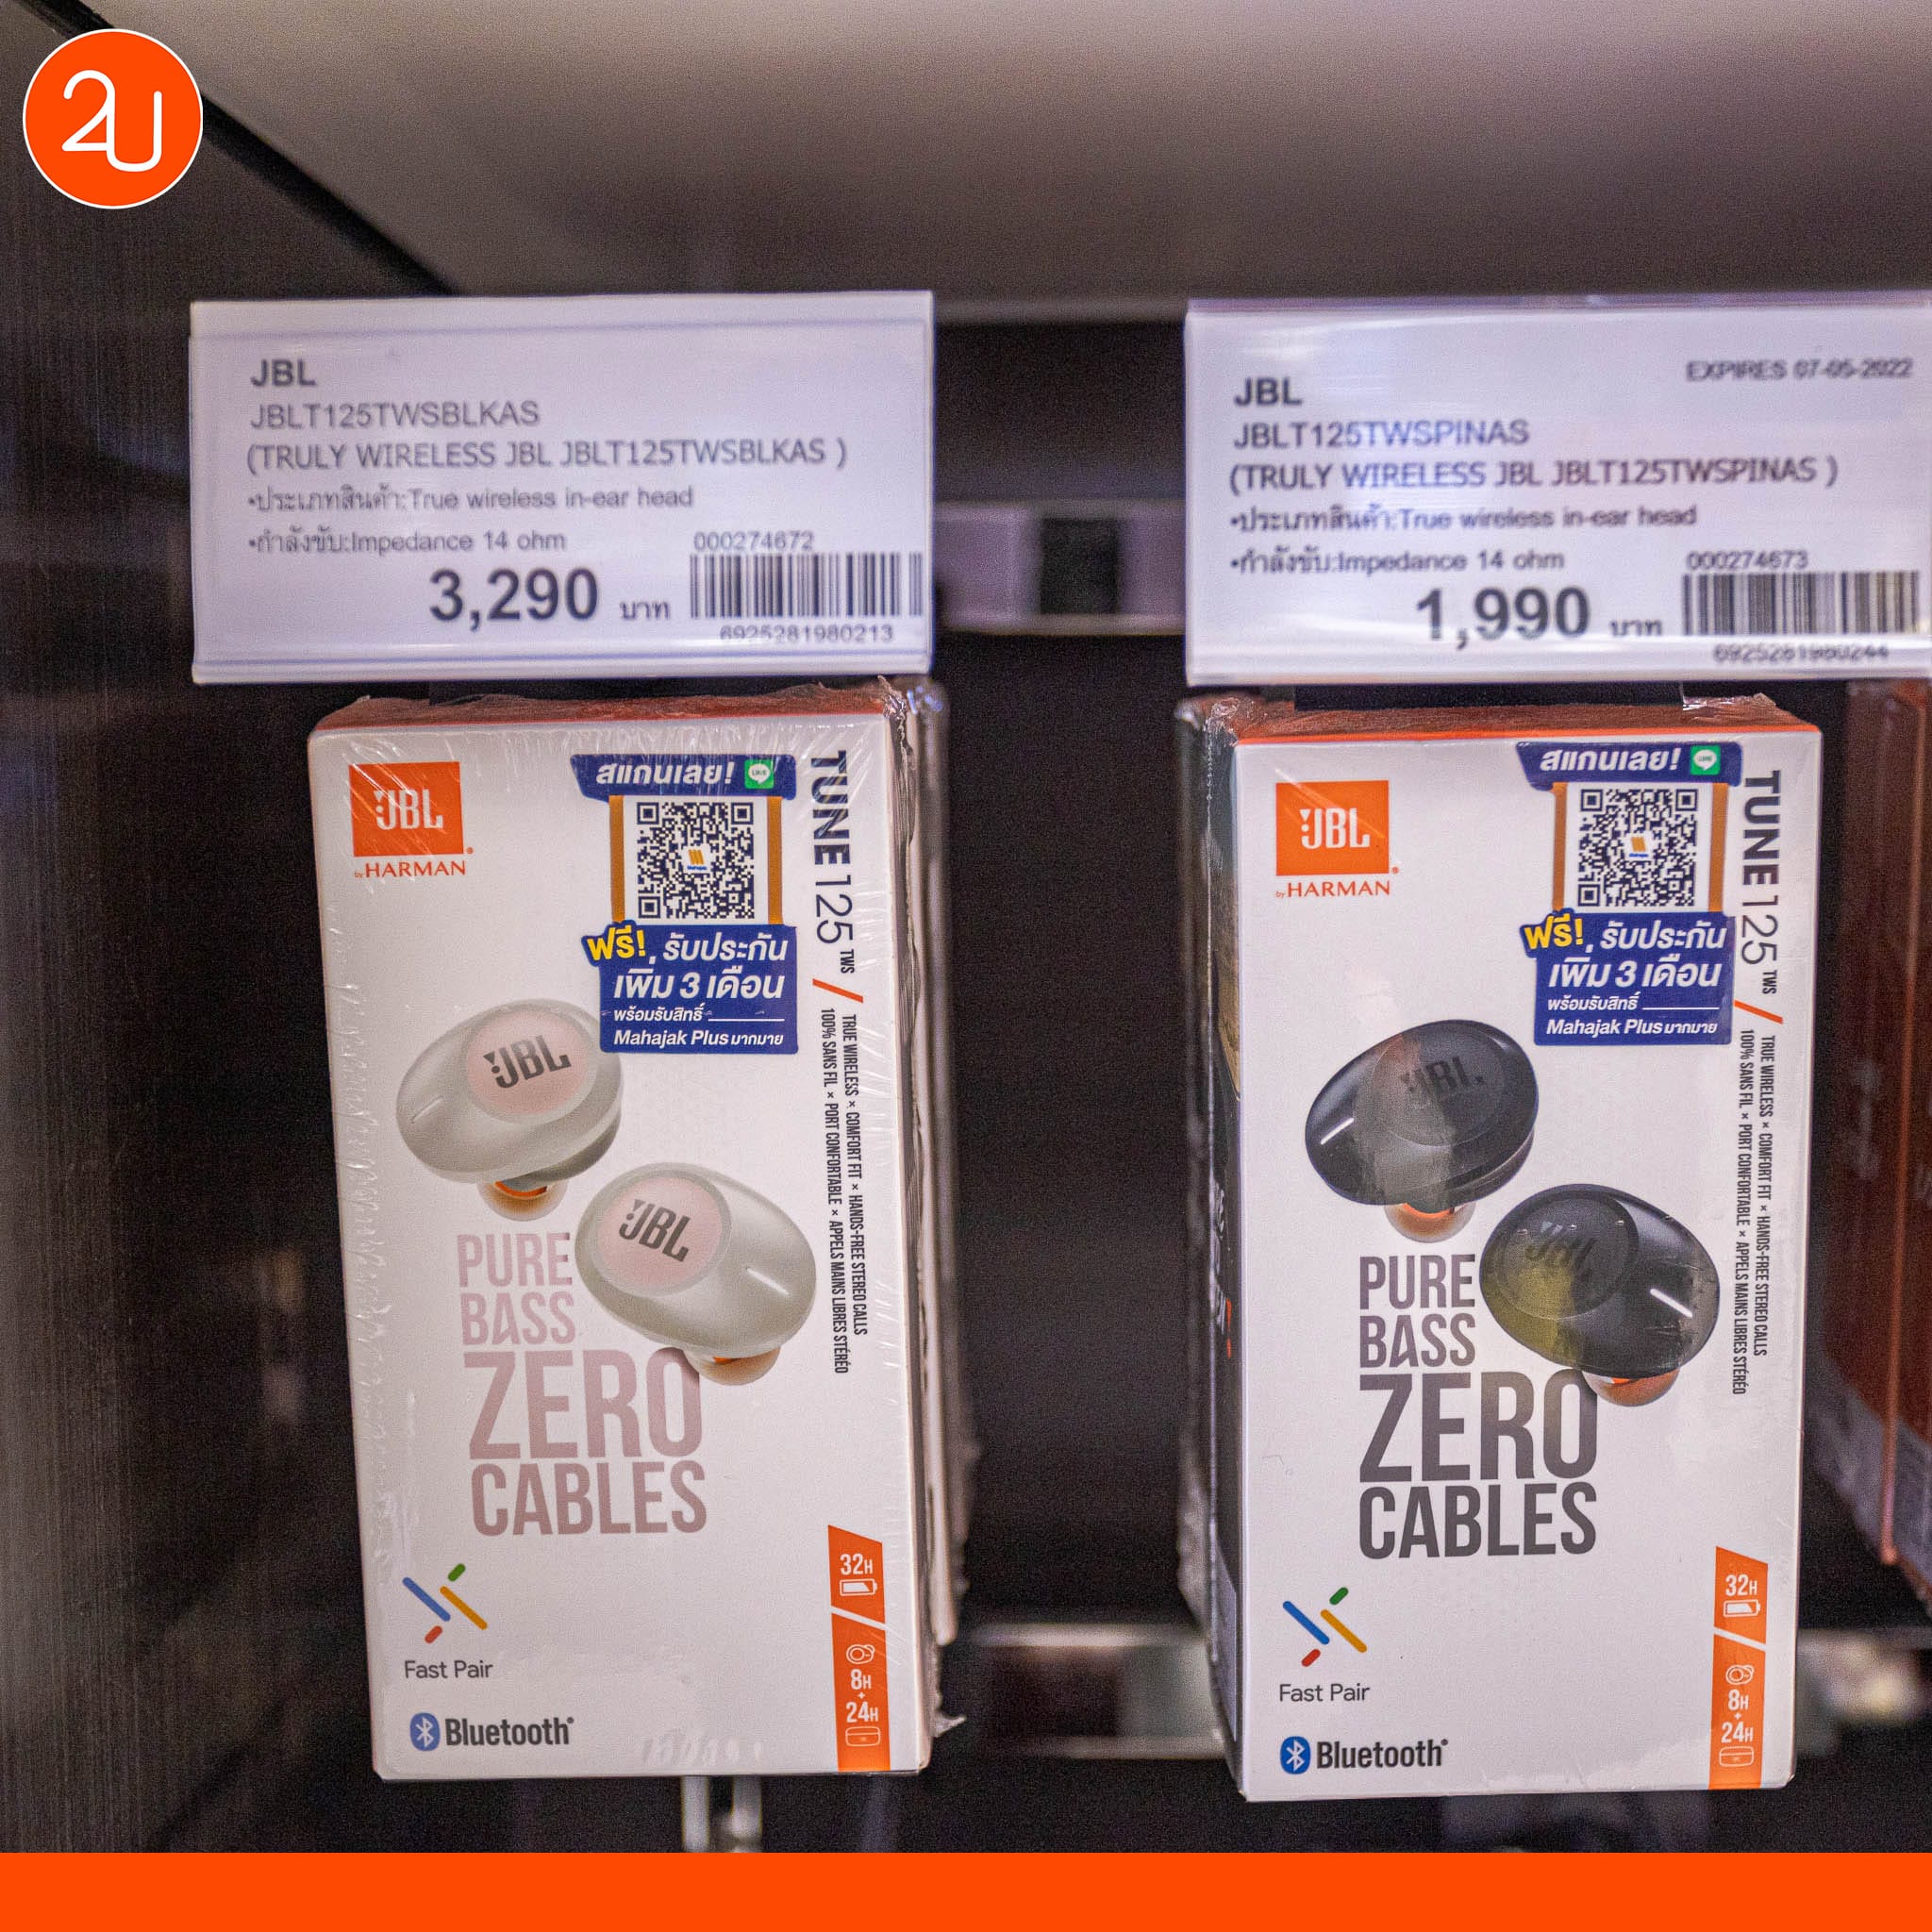 2U
JBL
JBLT125TWSBLKAS
(TRULY WIRELESS JBL JBLT125TWSBLKAS )
•ประเภทสินค้า:True wireless in-ear head
•กำลังขับ:Impedance 14 ohm
000274672
3,290 บาท
6925281980213
EXPIRES 07-05-2022
JBL
JBLT125TWSPINAS
(TRULY WIRELESS JBL JBLT125TWSPINAS )
•ประเภทสินค้า:True wireless in-ear head
•กำลังขับ:Impedance 14 ohm
000274673
1,990 บาท
6925281980244
JBL
by HARMAN
สแกนเลย! LINE
ฟรี!, รับประกัน
เพิ่ม 3 เดือน
พร้อมรับสิทธิ์
Mahajak Plus มากมาย
TUNE 125 TWS /
TRUE WIRELESS × COMFORT FIT × HANDS-FREE STEREO CALLS
100% SANS FIL × PORT CONFORTABLE × APPELS MAINS LIBRES STÉRÉO
JBL
JBL
PURE
BASS
ZERO
CABLES
32H
8H
+
24H
Fast Pair
Bluetooth®
JBL
by HARMAN
สแกนเลย! LINE
ฟรี!, รับประกัน
เพิ่ม 3 เดือน
พร้อมรับสิทธิ์
Mahajak Plus มากมาย
TUNE 125 TWS /
TRUE WIRELESS × COMFORT FIT × HANDS-FREE STEREO CALLS
100% SANS FIL × PORT CONFORTABLE × APPELS MAINS LIBRES STÉRÉO
JBL
JBL
PURE
BASS
ZERO
CABLES
32H
8H
+
24H
Fast Pair
Bluetooth®